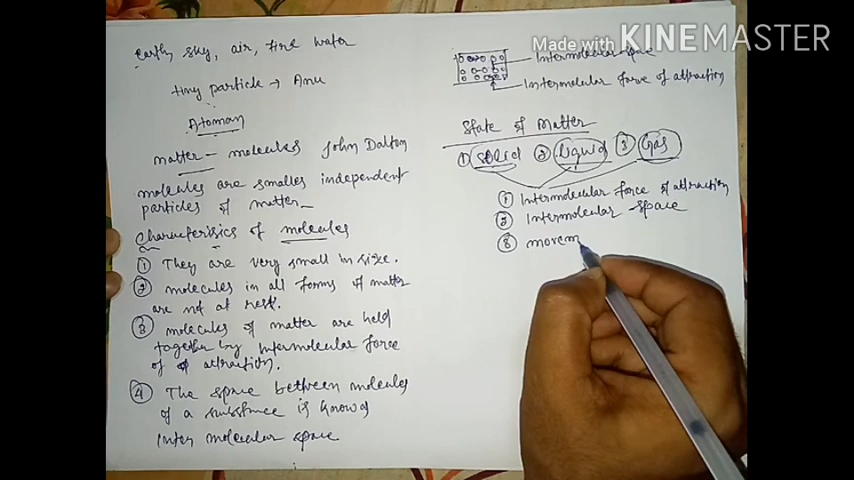 Made with KINEMASTER
Earth, sky, air, fire water
tiny particle → Anu
Atoman
matter - molecules John Dalton
molecules are smalles independent
particles of matter
Characterisics of molecules
① They are very small in size.
② molecules in all forms of matter
are not at rest.
③ molecules of matter are held
together by intermolecular force
of attraction.
④ The space between molecules
of a substance is known
Inter molecular space
Intermolecular space
Intermolecular force of attraction
State of Matter
① Solid ② Liquid ③ Gas
① Intermolecular force of attraction
② Intermolecular space
③ movem